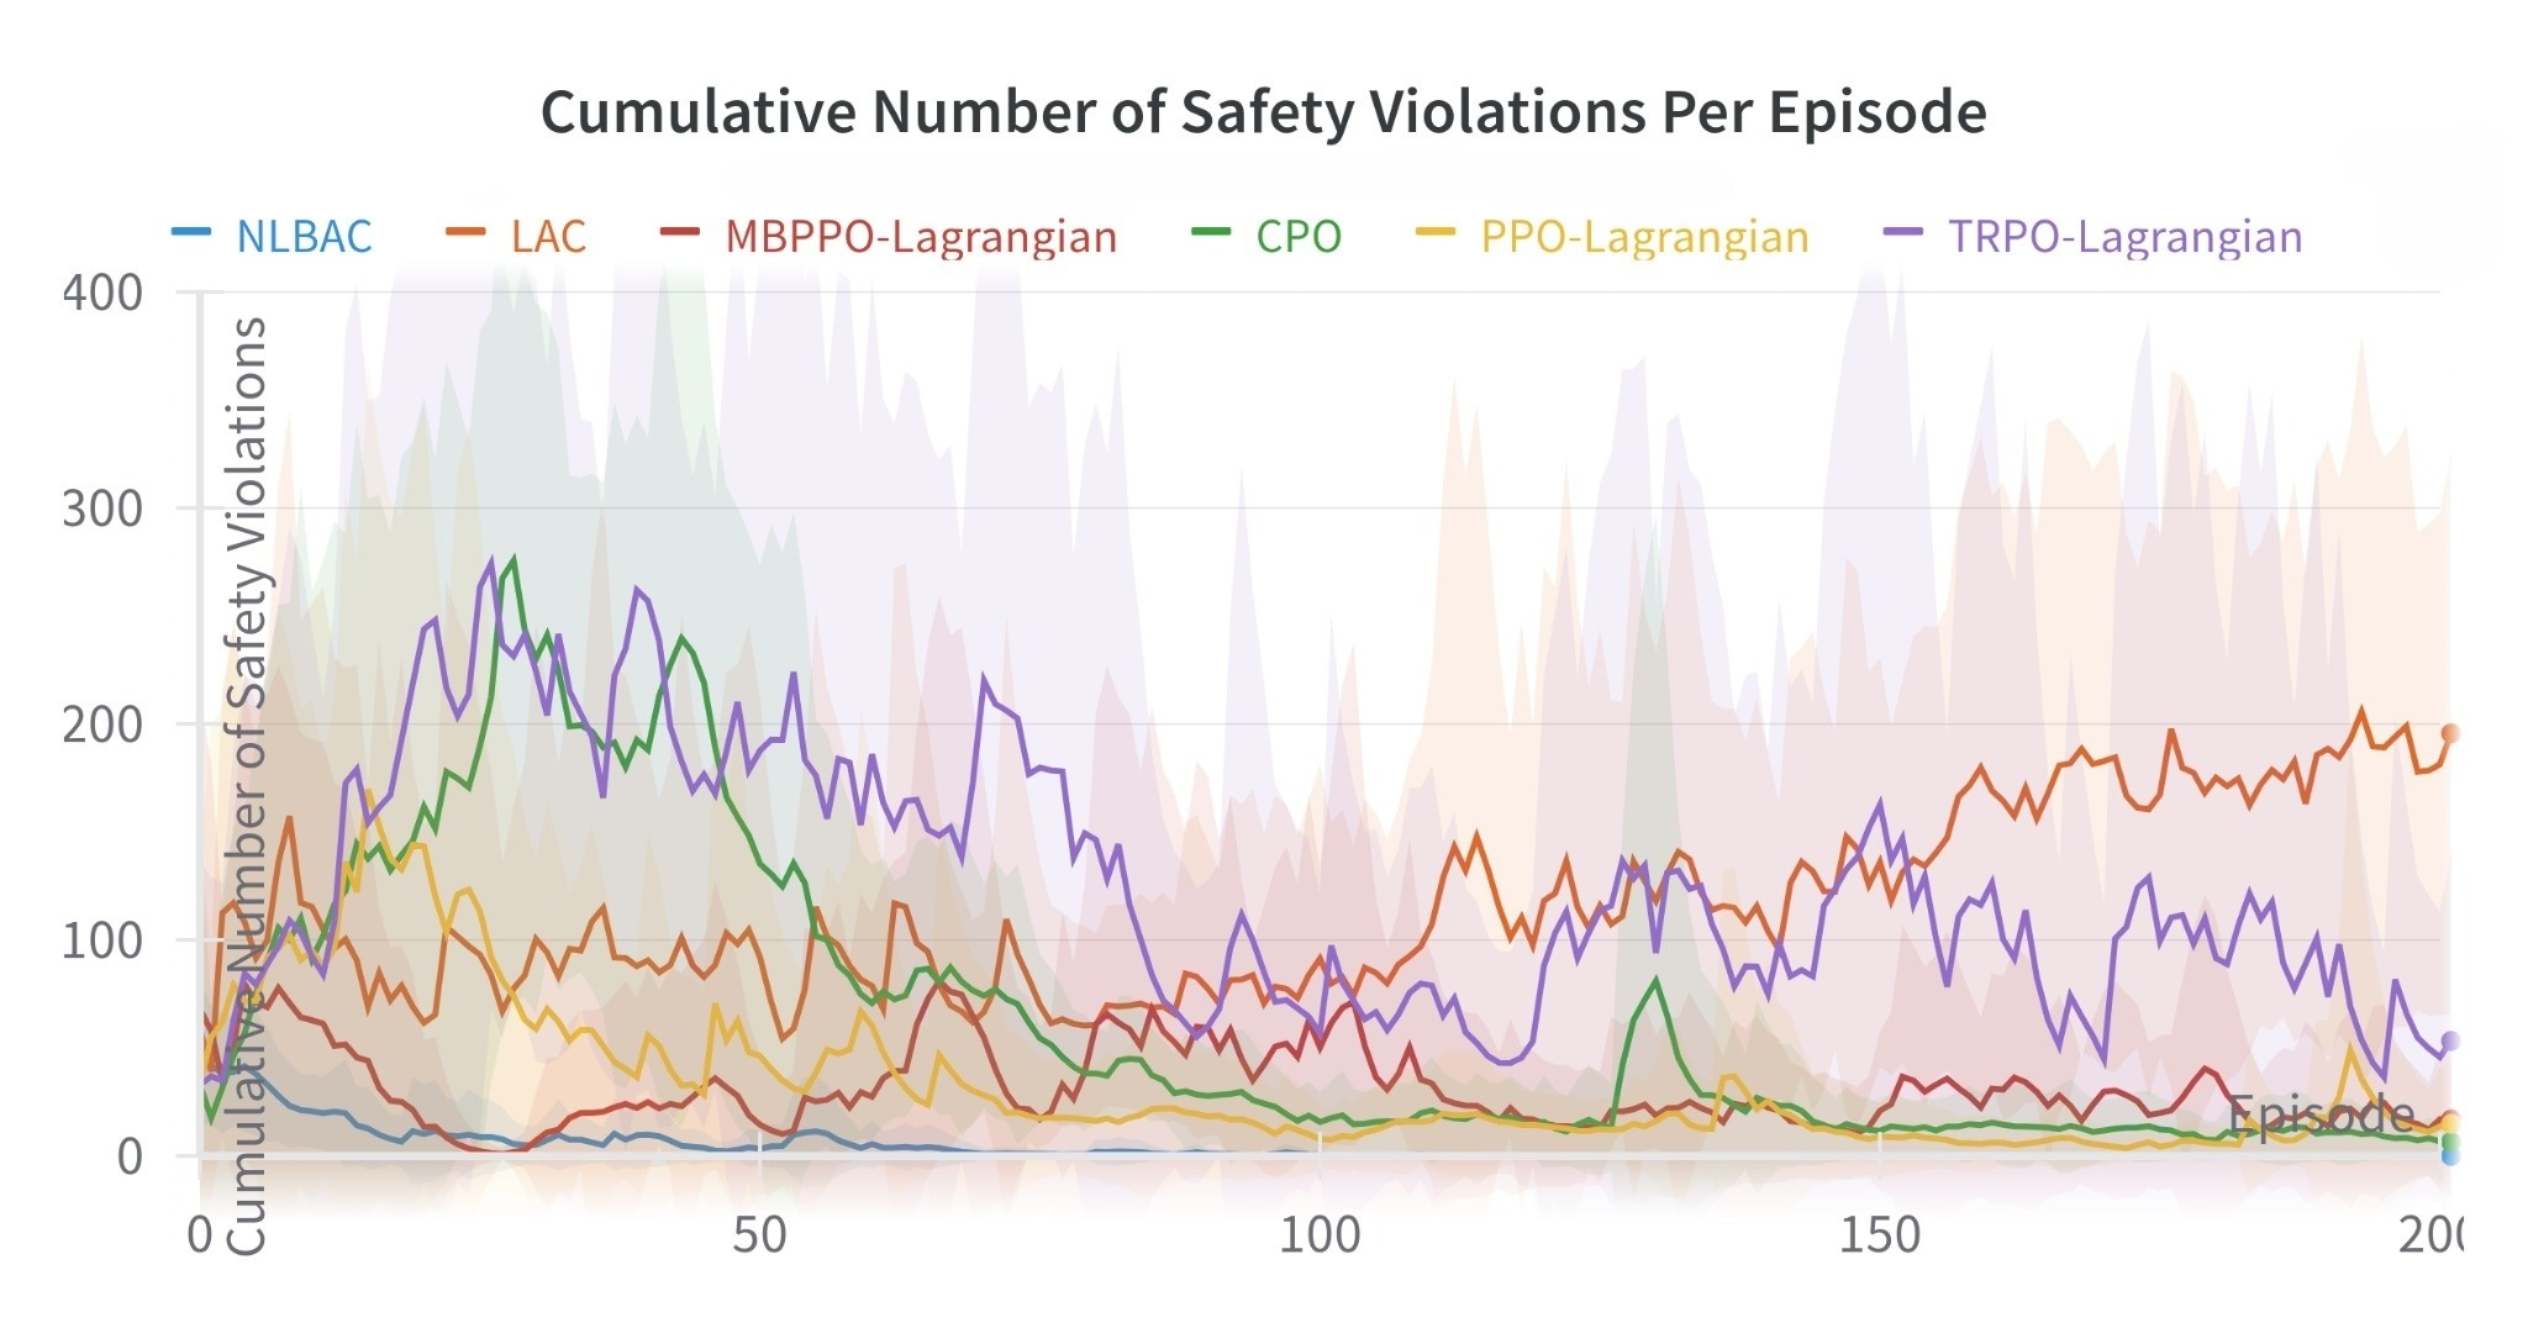 Cumulative Number of Safety Violations Per Episode
NLBAC LAC MBPPO-Lagrangian CPO PPO-Lagrangian TRPO-Lagrangian
400
300
200
100
0
Cumulative Number of Safety Violations
Episode
0 50 100 150 200